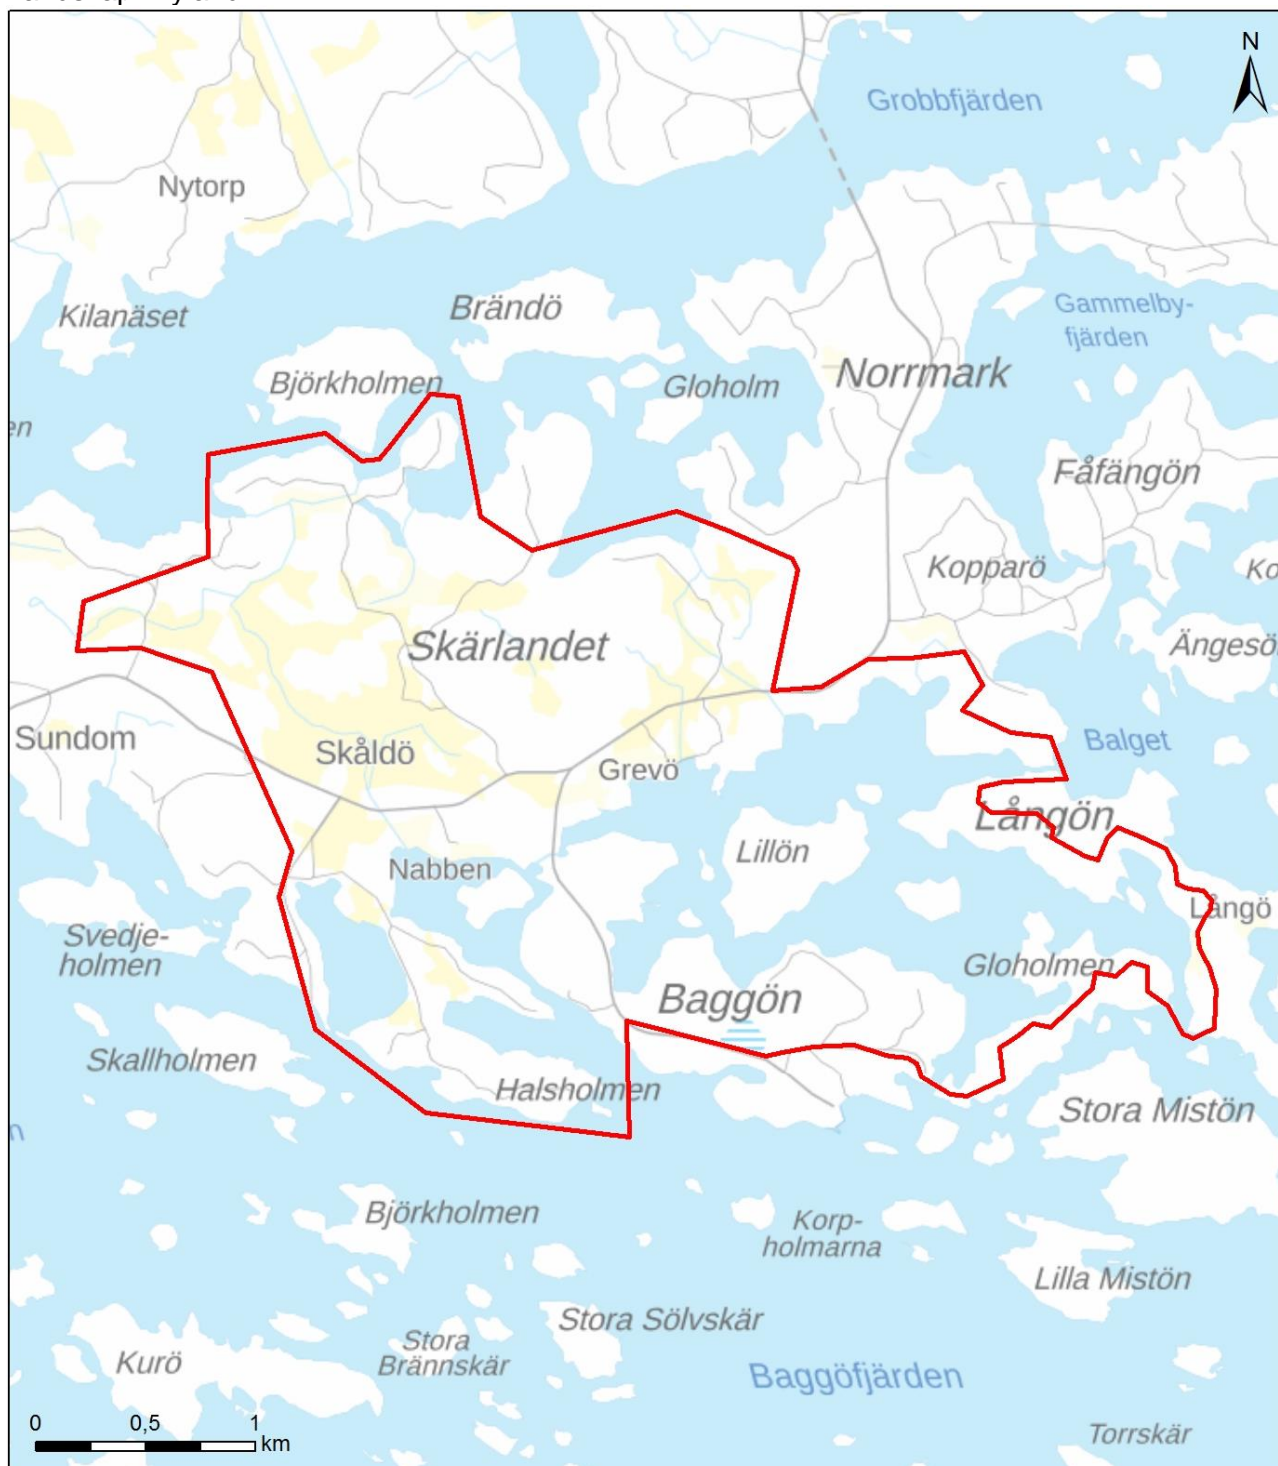 N
Grobbfjärden
Nytorp
Gammelby-
fjärden
Kilanäset
Brändö
Björkholmen
Gloholm
Norrmark
en
Fåfängön
Kopparö
Ko
Skärlandet
Ängesö
Sundom
Skåldö
Balget
Grevö
Långön
Lillön
Nabben
Långö
Svedje-
holmen
Gloholmen
Baggön
Skallholmen
Halsholmen
Stora Mistön
n
Björkholmen
Korp-
holmarna
Lilla Mistön
Stora Sölvskär
Stora
Brännskär
Kurö
Baggöfjärden
0 0,5 1
km
Torrskär